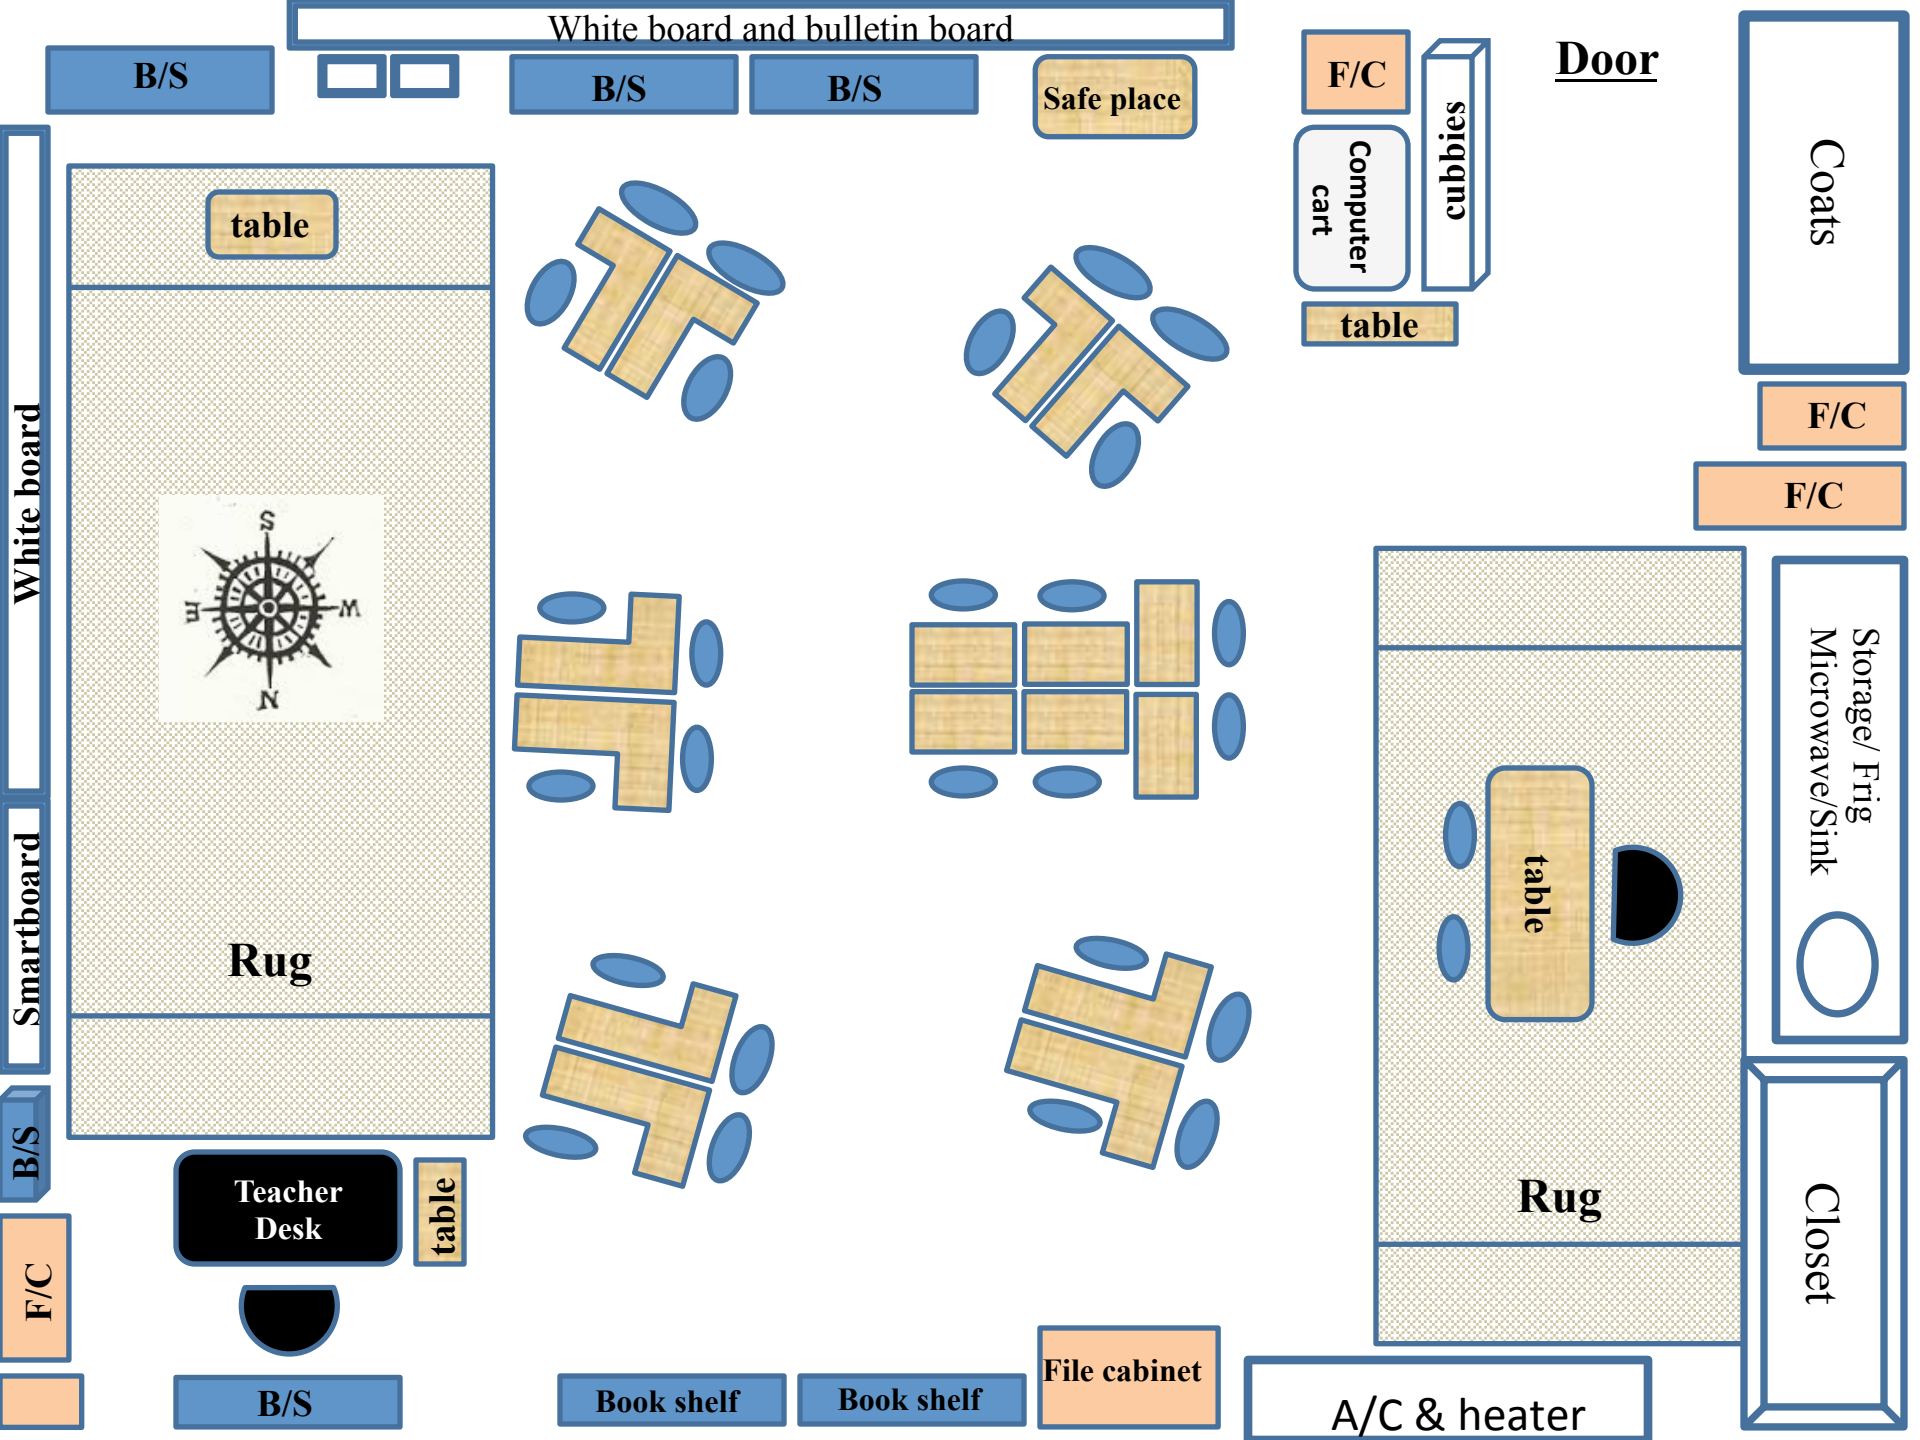 White board and bulletin board
B/S
B/S
B/S
Safe place
F/C
cubbies
Door
Coats
Computer
cart
table
table
F/C
F/C
White board
S
E
W
N
Storage/ Frig
Microwave/Sink
Smartboard
Rug
table
B/S
Teacher
Desk
table
Rug
Closet
F/C
B/S
Book shelf
Book shelf
File cabinet
A/C & heater